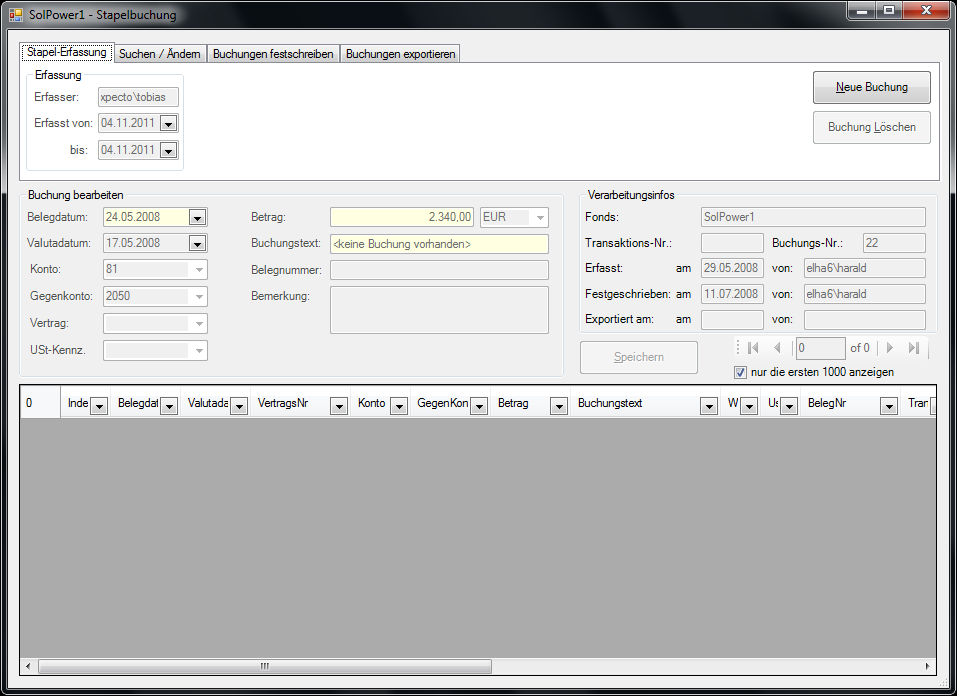 SolPower1 - Stapelbuchung
Stapel-Erfassung Suchen / Ändern Buchungen festschreiben Buchungen exportieren
Erfassung
Erfasser: xpecto\tobias
Erfasst von: 04.11.2011
bis: 04.11.2011
Neue Buchung
Buchung Löschen
Buchung bearbeiten
Belegdatum: 24.05.2008
Valutadatum: 17.05.2008
Konto: 81
Gegenkonto: 2050
Vertrag:
USt-Kennz.
Betrag: 2.340,00 EUR
Buchungstext: <keine Buchung vorhanden>
Belegnummer:
Bemerkung:
Verarbeitungsinfos
Fonds: SolPower1
Transaktions-Nr.: Buchungs-Nr.: 22
Erfasst: am 29.05.2008 von: elha6\harald
Festgeschrieben: am 11.07.2008 von: elha6\harald
Exportiert am: am von:
Speichern
0 of 0
nur die ersten 1000 anzeigen
0 Inde Belegdat Valutada VertragsNr Konto GegenKon Betrag Buchungstext W Us BelegNr Tran